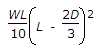 WL/10 (L - 2D/3)²